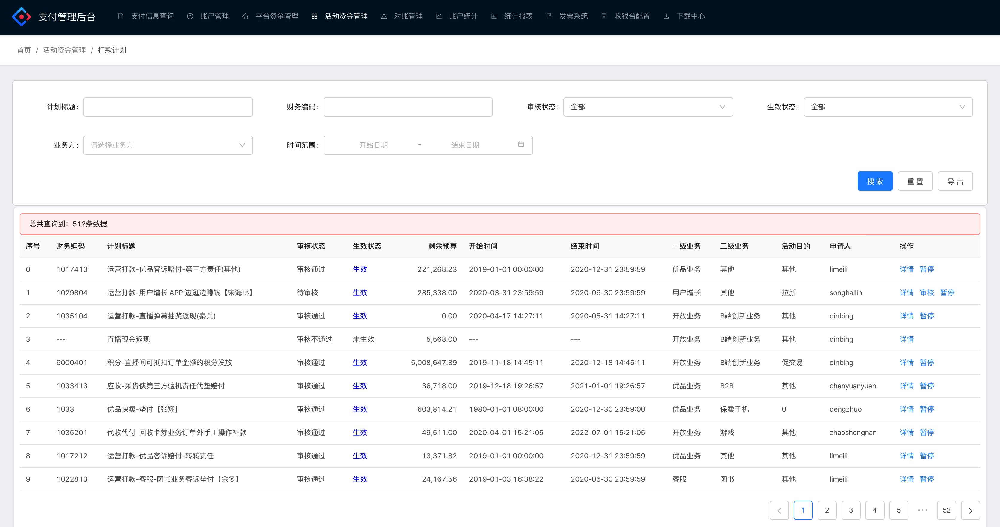 支付管理后台 支付信息查询 账户管理 平台资金管理 活动资金管理 对账管理 账户统计 统计报表 发票系统 收银台配置 下载中心
首页 / 活动资金管理 / 打款计划
计划标题: 财务编码: 审核状态: 全部 生效状态: 全部
业务方: 请选择业务方 时间范围: 开始日期 ~ 结束日期
搜索 重置 导出
总共查询到：512条数据
序号 财务编码 计划标题 审核状态 生效状态 剩余预算 开始时间 结束时间 一级业务 二级业务 活动目的 申请人 操作
0 1017413 运营打款-优品客诉赔付-第三方责任(其他) 审核通过 生效 221,268.23 2019-01-01 00:00:00 2020-12-31 23:59:59 优品业务 其他 其他 limeili 详情 暂停
1 1029804 运营打款-用户增长 APP 边逛边赚钱【宋海林】 待审核 生效 285,338.00 2020-03-31 23:59:59 2020-06-30 23:59:59 用户增长 其他 拉新 songhailin 详情 审核 暂停
2 1035104 运营打款-直播弹幕抽奖返现(秦兵) 审核通过 生效 0.00 2020-04-17 14:27:11 2020-05-31 14:27:11 开放业务 B端创新业务 其他 qinbing 详情 暂停
3 --- 直播现金返现 审核不通过 未生效 5,568.00 --- --- 开放业务 B端创新业务 其他 qinbing 详情
4 6000401 积分-直播间可抵扣订单金额的积分发放 审核通过 生效 5,008,647.89 2019-11-18 14:45:11 2020-12-18 14:45:11 开放业务 B端创新业务 促交易 qinbing 详情 暂停
5 1033413 应收-采货侠第三方验机责任代垫赔付 审核通过 生效 36,718.00 2019-12-18 19:26:57 2021-01-01 19:26:57 优品业务 B2B 其他 chenyuanyuan 详情 暂停
6 1033 优品快卖-垫付【张翔】 审核通过 生效 603,814.21 1980-01-01 08:00:00 2020-12-30 23:59:00 优品业务 保卖手机 0 dengzhuo 详情 暂停
7 1035201 代收代付-回收卡券业务订单外手工操作补款 审核通过 生效 49,511.00 2020-04-01 15:21:05 2022-07-01 15:21:05 开放业务 游戏 其他 zhaoshengnan 详情 暂停
8 1017212 运营打款-优品客诉赔付-转转责任 审核通过 生效 13,371.82 2019-01-01 00:00:00 2020-12-31 23:59:59 优品业务 其他 其他 limeili 详情 暂停
9 1022813 运营打款-客服-图书业务客诉垫付【余冬】 审核通过 生效 24,167.56 2019-01-03 16:38:22 2020-06-30 23:59:59 客服 图书 其他 limeili 详情 暂停
< 1 2 3 4 5 ••• 52 >